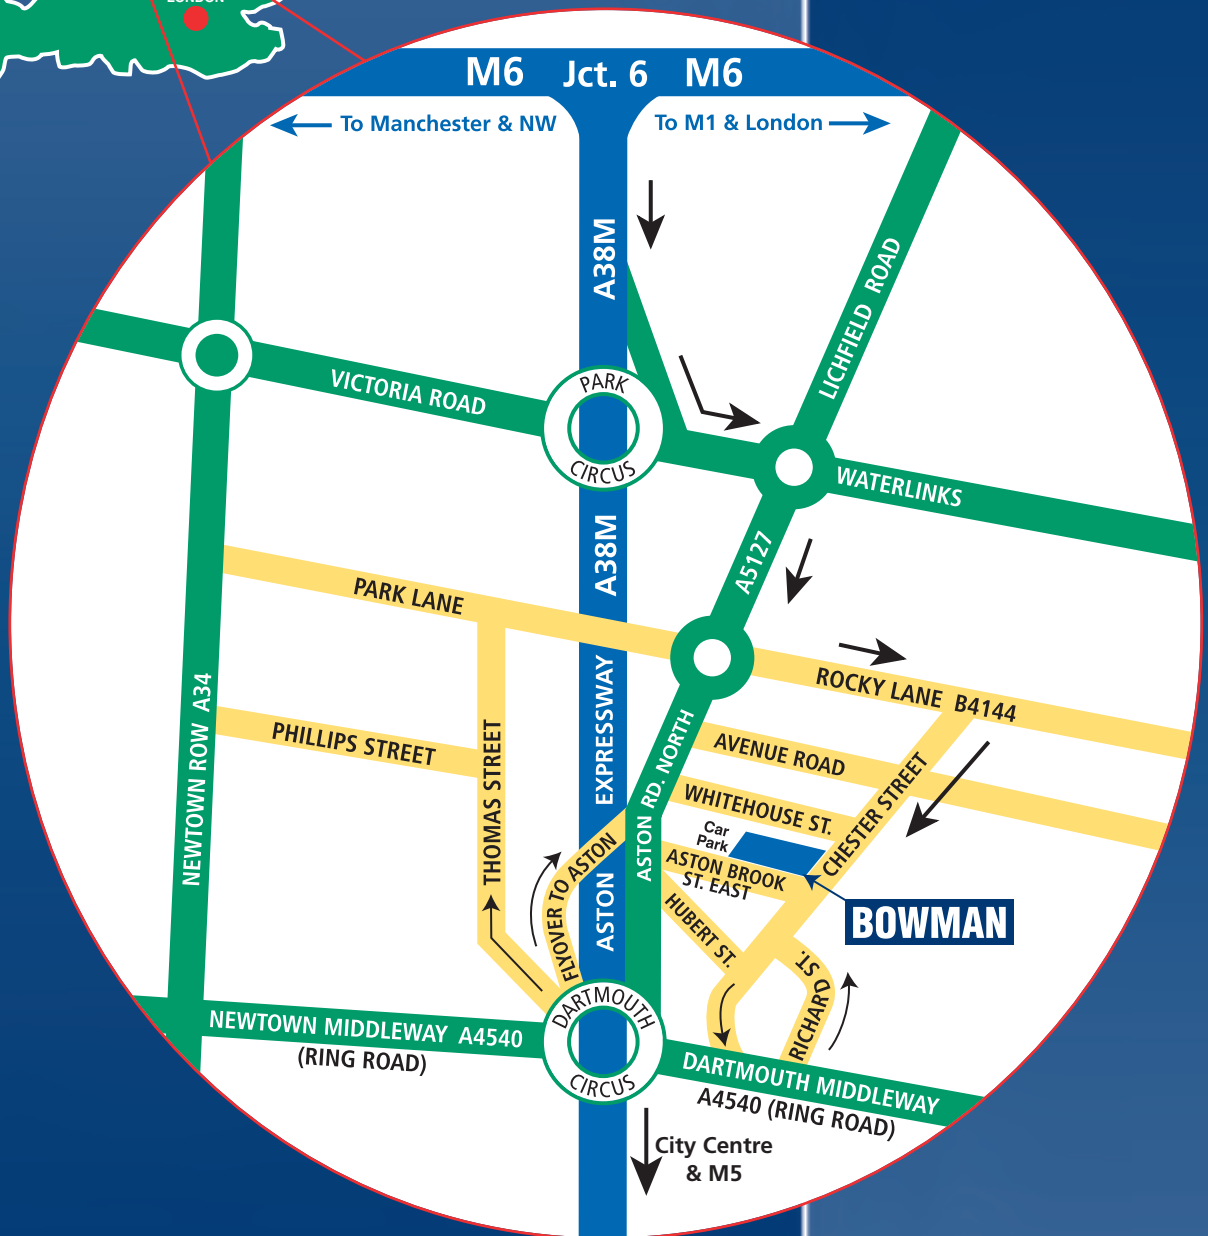 LONDON
M6 Jct. 6 M6
To Manchester & NW
To M1 & London
A38M
LICHFIELD ROAD
VICTORIA ROAD
PARK
CIRCUS
WATERLINKS
A38M
A5127
PARK LANE
ROCKY LANE B4144
NEWTOWN ROW A34
PHILLIPS STREET
THOMAS STREET
ASTON EXPRESSWAY
ASTON RD. NORTH
AVENUE ROAD
WHITEHOUSE ST.
CHESTER STREET
Car
Park
ASTON BROOK
ST. EAST
FLYOVER TO ASTON
HUBERT ST.
BOWMAN
RICHARD ST.
DARTMOUTH
CIRCUS
NEWTOWN MIDDLEWAY A4540
(RING ROAD)
DARTMOUTH MIDDLEWAY
A4540 (RING ROAD)
City Centre
& M5